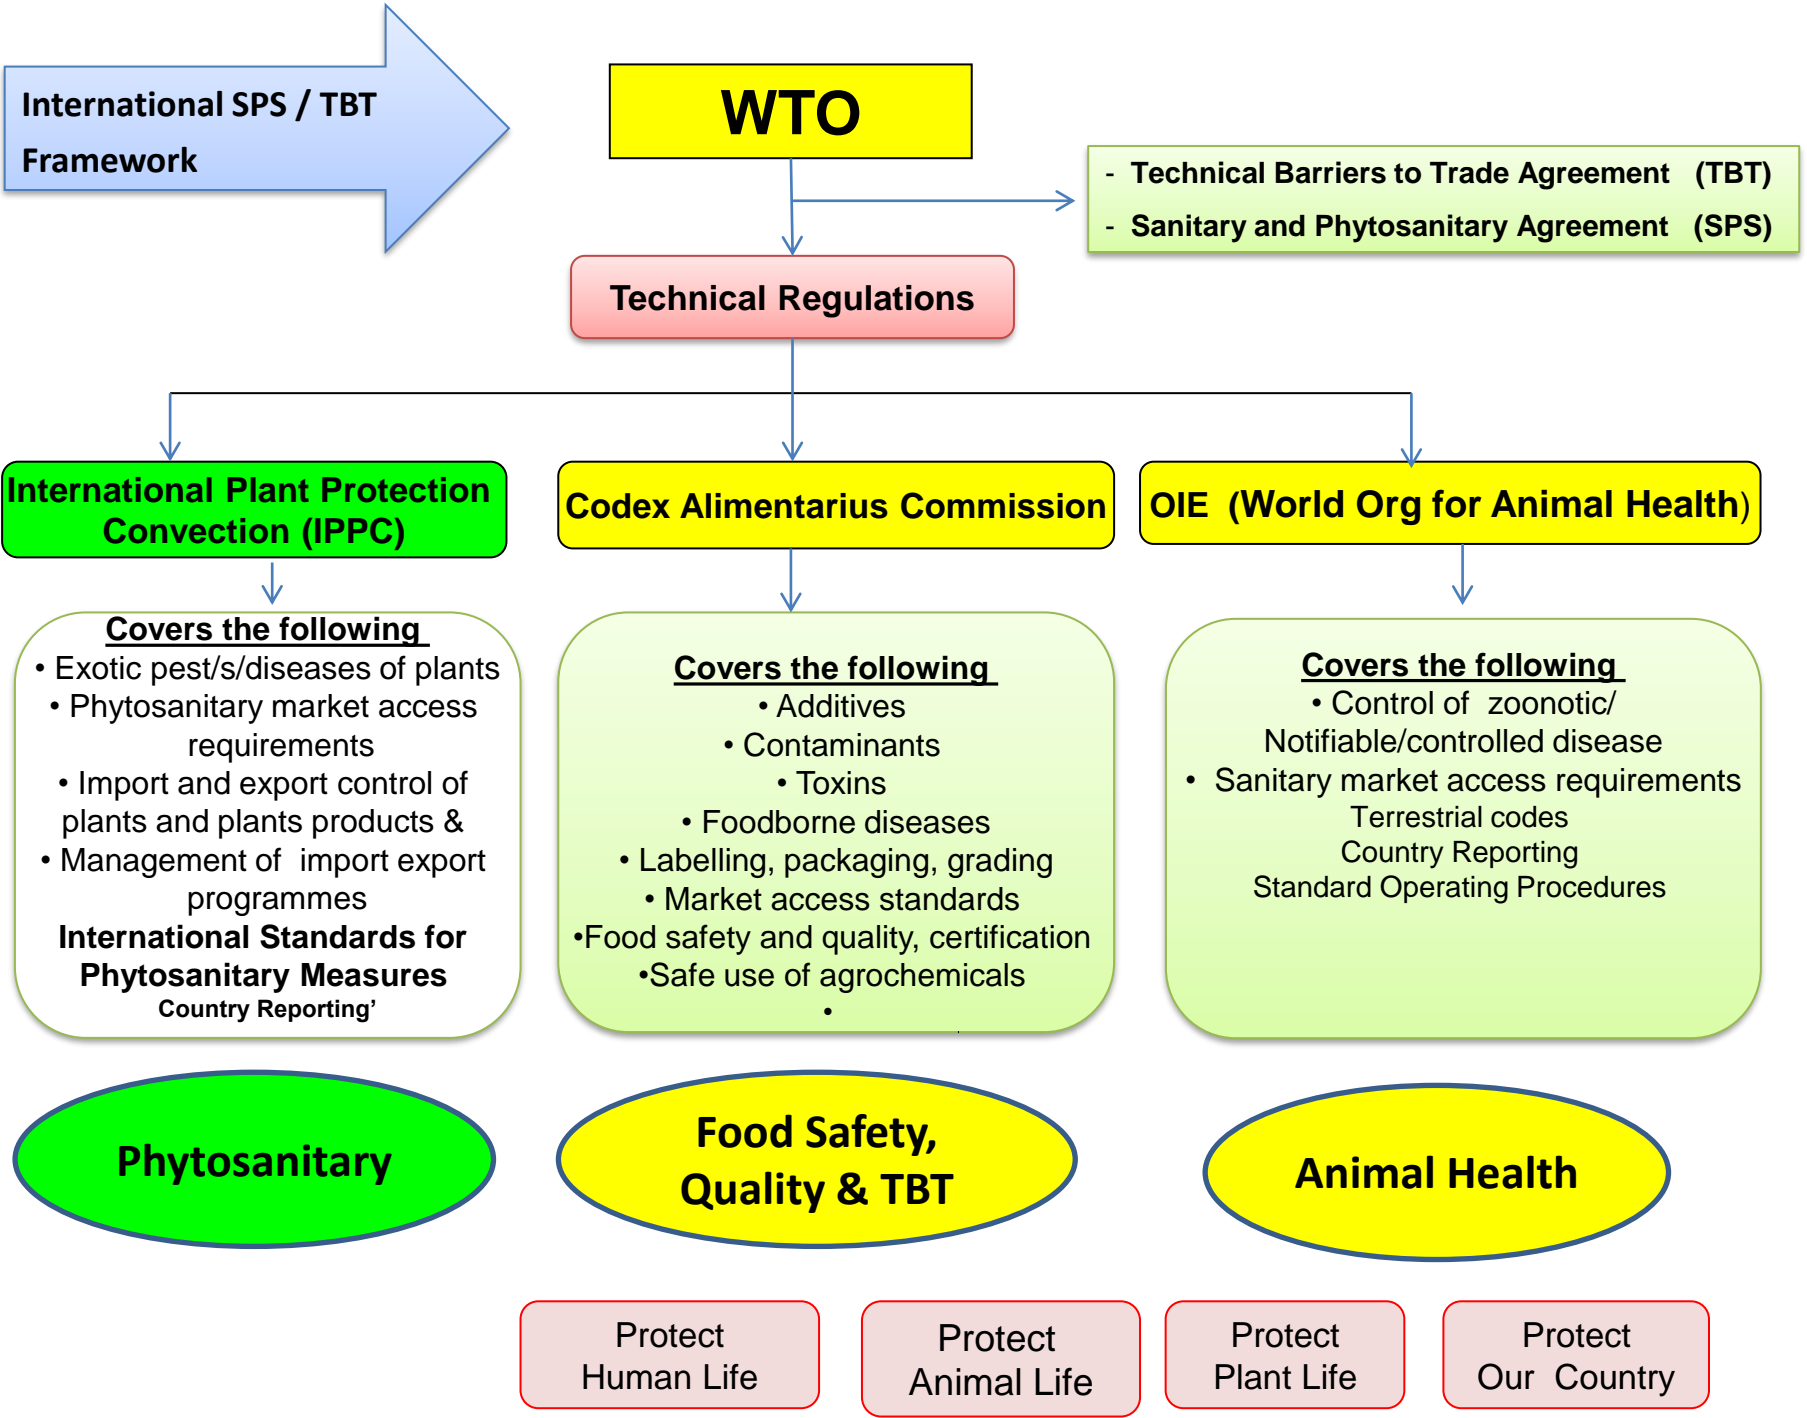 International SPS / TBT
Framework
WTO
- Technical Barriers to Trade Agreement (TBT)
- Sanitary and Phytosanitary Agreement (SPS)
Technical Regulations
International Plant Protection
Convection (IPPC)
Codex Alimentarius Commission
OIE (World Org for Animal Health)
Covers the following
• Exotic pest/s/diseases of plants
• Phytosanitary market access
requirements
• Import and export control of
plants and plants products &
• Management of import export
programmes
International Standards for
Phytosanitary Measures
Country Reporting’
Covers the following
• Additives
• Contaminants
• Toxins
• Foodborne diseases
• Labelling, packaging, grading
• Market access standards
•Food safety and quality, certification
•Safe use of agrochemicals
•
Covers the following
• Control of zoonotic/
Notifiable/controlled disease
• Sanitary market access requirements
Terrestrial codes
Country Reporting
Standard Operating Procedures
Phytosanitary
Food Safety,
Quality & TBT
Animal Health
Protect
Human Life
Protect
Animal Life
Protect
Plant Life
Protect
Our Country